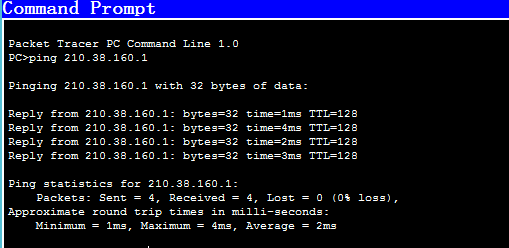 Command Prompt
Packet Tracer PC Command Line 1.0
PC>ping 210.38.160.1
Pinging 210.38.160.1 with 32 bytes of data:
Reply from 210.38.160.1: bytes=32 time=1ms TTL=128
Reply from 210.38.160.1: bytes=32 time=4ms TTL=128
Reply from 210.38.160.1: bytes=32 time=2ms TTL=128
Reply from 210.38.160.1: bytes=32 time=3ms TTL=128
Ping statistics for 210.38.160.1:
Packets: Sent = 4, Received = 4, Lost = 0 (0% loss),
Approximate round trip times in milli-seconds:
Minimum = 1ms, Maximum = 4ms, Average = 2ms